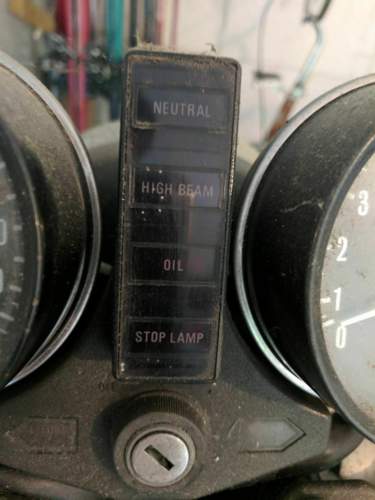 NEUTRAL
HIGH BEAM
OIL
STOP LAMP
3
2
1
0